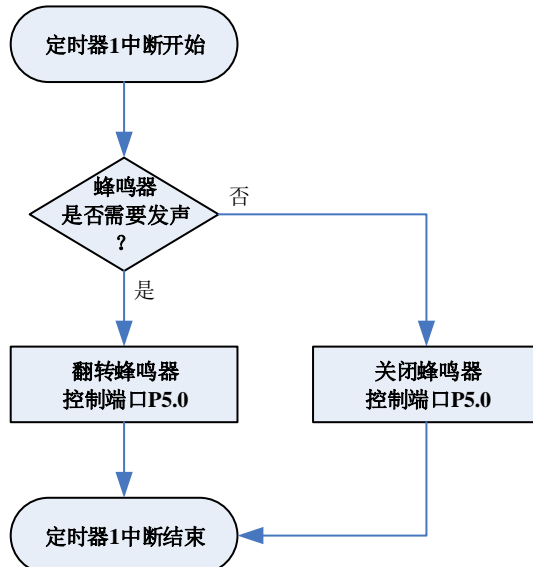 定时器1中断开始
蜂鸣器
是否需要发声
？
否
是
翻转蜂鸣器
控制端口P5.0
关闭蜂鸣器
控制端口P5.0
定时器1中断结束